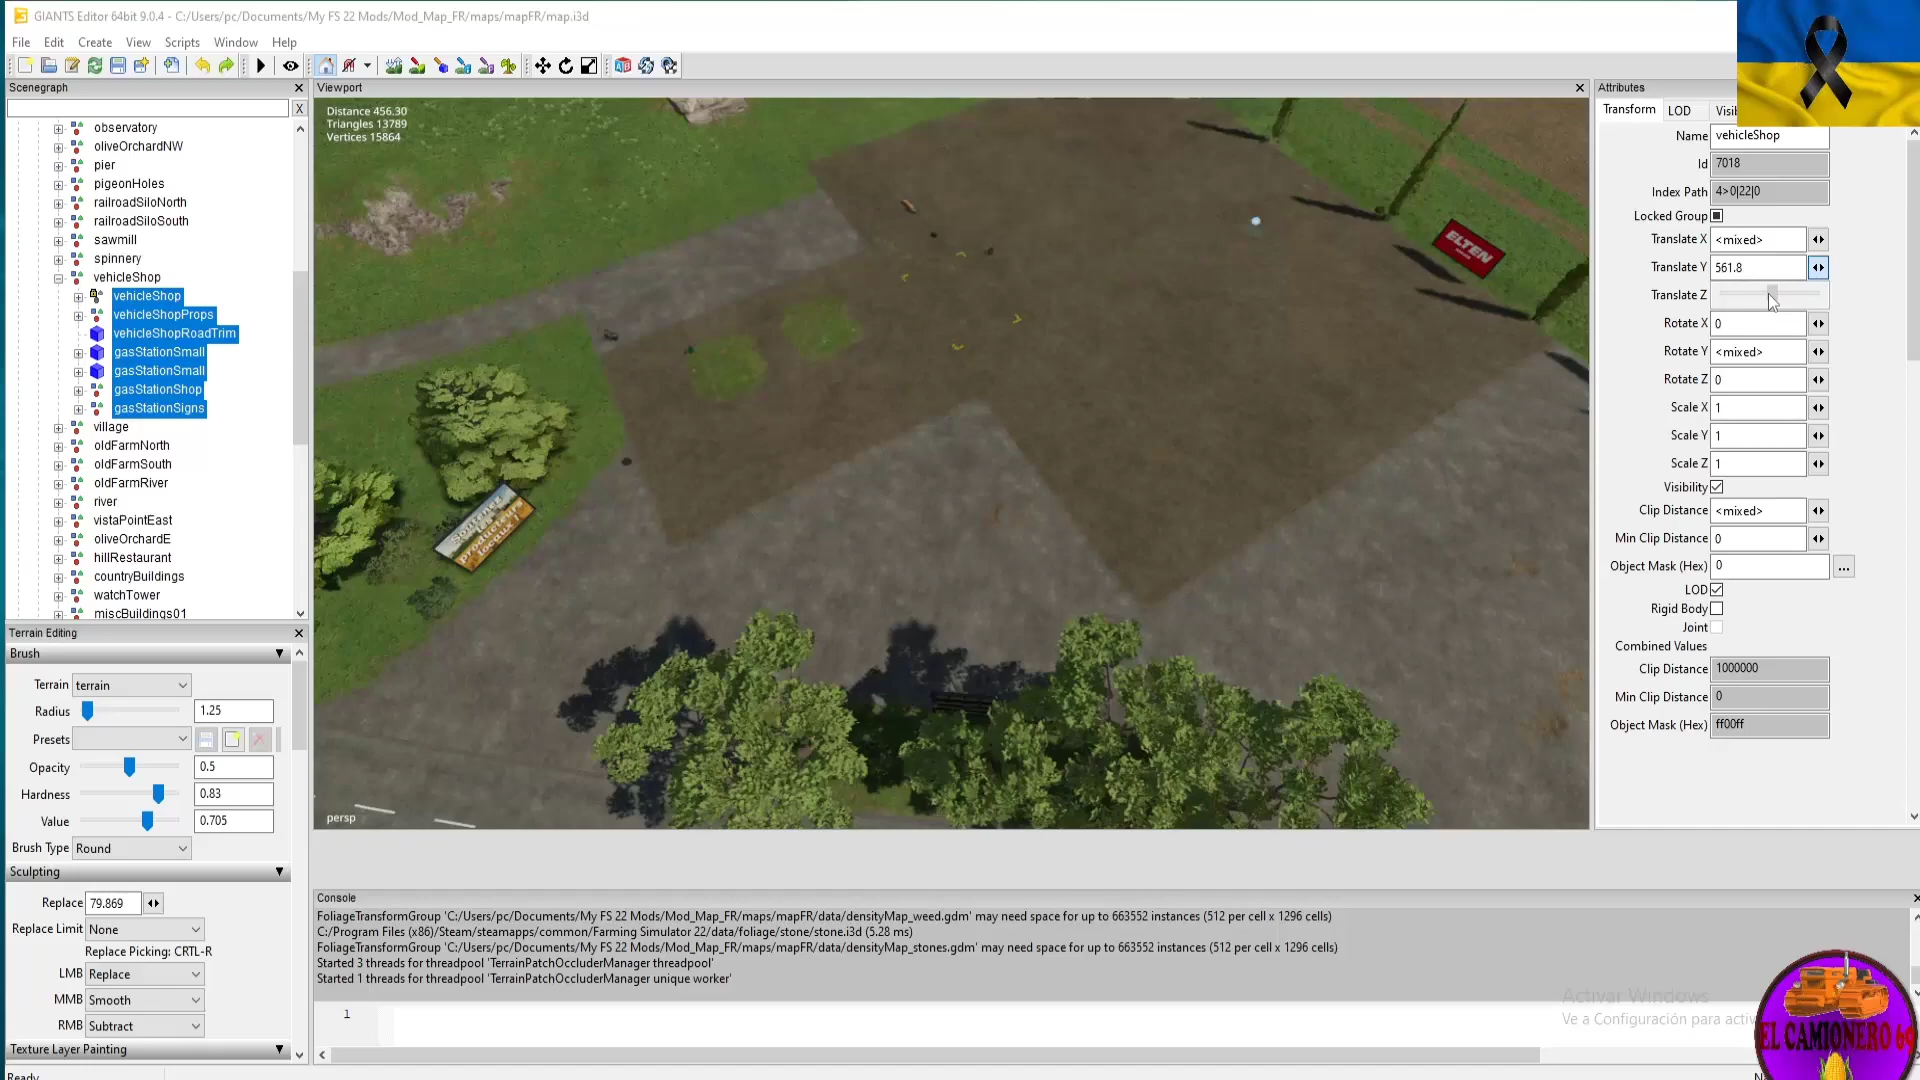 GIANTS Editor 64bit 9.0.4 - C:/Users/pc/Documents/My FS 22 Mods/Mod_Map_FR/maps/mapFR/map.i3d
File Edit Create View Scripts Window Help
Scenegraph
X
observatory
oliveOrchardNW
pier
pigeonHoles
railroadSiloNorth
railroadSiloSouth
sawmill
spinnery
vehicleShop
vehicleShop
vehicleShopProps
vehicleShopRoadTrim
gasStationSmall
gasStationSmall
gasStationShop
gasStationSigns
village
oldFarmNorth
oldFarmSouth
oldFarmRiver
river
vistaPointEast
oliveOrchardE
hillRestaurant
countryBuildings
watchTower
miscBuildings01
Terrain Editing
Brush
Terrain terrain
Radius 1.25
Presets
Opacity 0.5
Hardness 0.83
Value 0.705
Brush Type Round
Sculpting
Replace 79.869
Replace Limit None
Replace Picking: CRTL-R
LMB Replace
MMB Smooth
RMB Subtract
Texture Layer Painting
Ready
Viewport
Distance 456.30
Triangles 13789
Vertices 15864
ELTEN
persp
Console
FoliageTransformGroup 'C:/Users/pc/Documents/My FS 22 Mods/Mod_Map_FR/maps/mapFR/data/densityMap_weed.gdm' may need space for up to 663552 instances (512 per cell x 1296 cells)
C:/Program Files (x86)/Steam/steamapps/common/Farming Simulator 22/data/foliage/stone/stone.i3d (5.28 ms)
FoliageTransformGroup 'C:/Users/pc/Documents/My FS 22 Mods/Mod_Map_FR/maps/mapFR/data/densityMap_stones.gdm' may need space for up to 663552 instances (512 per cell x 1296 cells)
Started 3 threads for threadpool 'TerrainPatchOccluderManager threadpool'
Started 1 threads for threadpool 'TerrainPatchOccluderManager unique worker'
1
Attributes
Transform LOD Visi
Name vehicleShop
Id 7018
Index Path 4>0|22|0
Locked Group
Translate X <mixed>
Translate Y 561.8
Translate Z
Rotate X 0
Rotate Y <mixed>
Rotate Z 0
Scale X 1
Scale Y 1
Scale Z 1
Visibility
Clip Distance <mixed>
Min Clip Distance 0
Object Mask (Hex) 0 ...
LOD
Rigid Body
Joint
Combined Values
Clip Distance 1000000
Min Clip Distance 0
Object Mask (Hex) ff00ff
Activar Windows
Ve a Configuración para activ
EL CAMIONERO